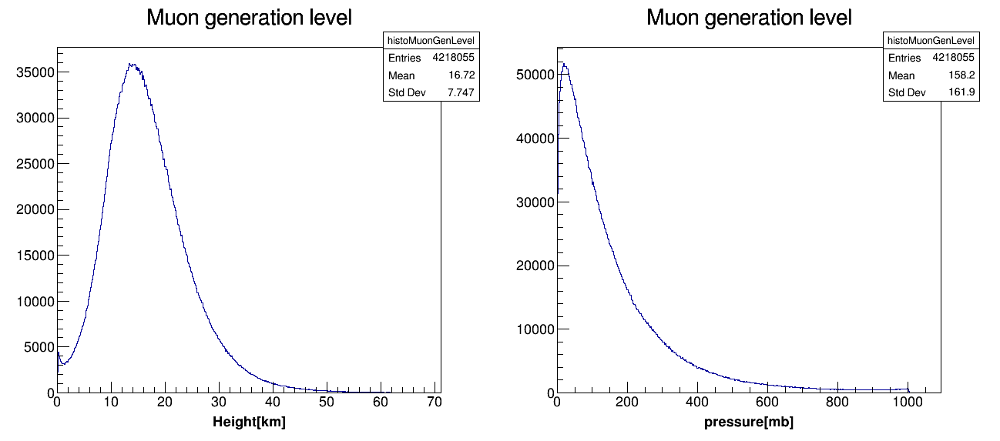 Muon generation level
histoMuonGenLevel
Entries 4218055
Mean 16.72
Std Dev 7.747
35000
30000
25000
20000
15000
10000
5000
0
0 10 20 30 40 50 60 70
Height[km]
Muon generation level
histoMuonGenLevel
Entries 4218055
Mean 158.2
Std Dev 161.9
50000
40000
30000
20000
10000
0
0 200 400 600 800 1000
pressure[mb]